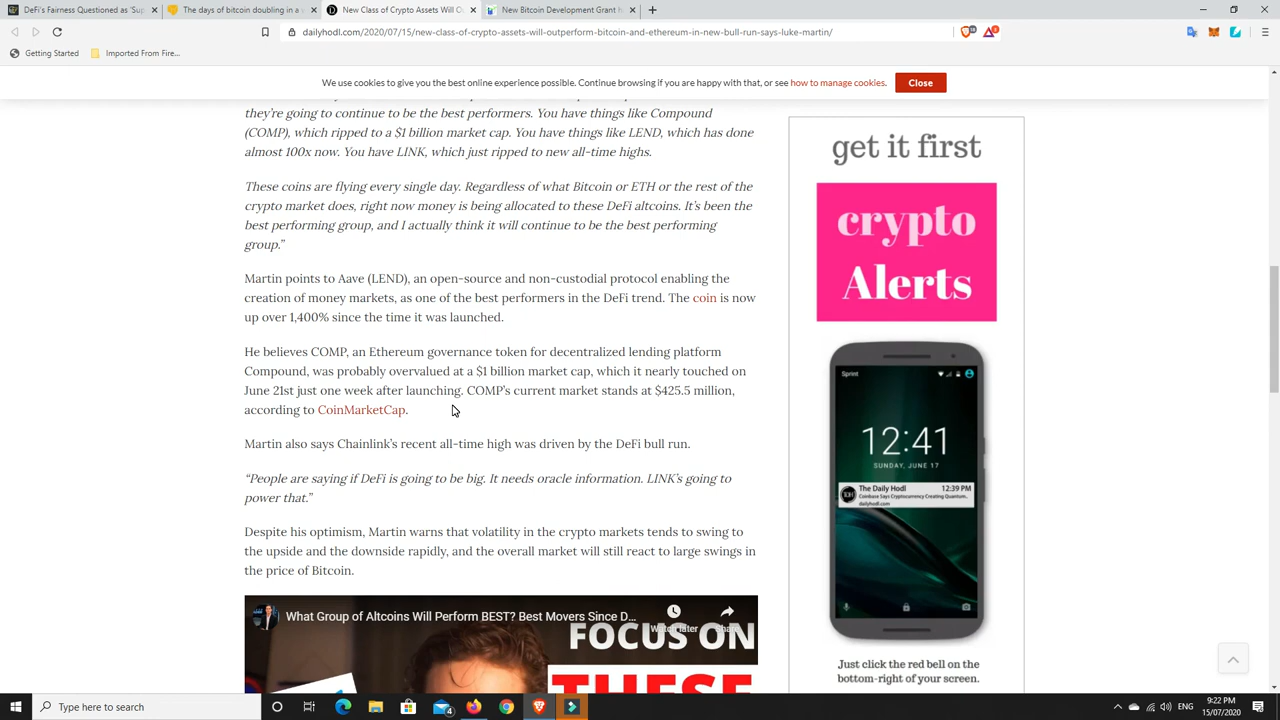 DeFi's Fairness Questioned as 'Sup
The days of bitcoin doubling in a
New Class of Crypto Assets Will O
New Bitcoin Development Grant
dailyhodl.com/2020/07/15/new-class-of-crypto-assets-will-outperform-bitcoin-and-ethereum-in-new-bull-run-says-luke-martin/
Getting Started
Imported From Fire...
We use cookies to give you the best online experience possible. Continue browsing if you are happy with that, or see how to manage cookies.
Close
they're going to continue to be the best performers. You have things like Compound
(COMP), which ripped to a $1 billion market cap. You have things like LEND, which has done
almost 100x now. You have LINK, which just ripped to new all-time highs.
These coins are flying every single day. Regardless of what Bitcoin or ETH or the rest of the
crypto market does, right now money is being allocated to these DeFi altcoins. It's been the
best performing group, and I actually think it will continue to be the best performing
group."
Martin points to Aave (LEND), an open-source and non-custodial protocol enabling the
creation of money markets, as one of the best performers in the DeFi trend. The coin is now
up over 1,400% since the time it was launched.
He believes COMP, an Ethereum governance token for decentralized lending platform
Compound, was probably overvalued at a $1 billion market cap, which it nearly touched on
June 21st just one week after launching. COMP's current market stands at $425.5 million,
according to CoinMarketCap.
Martin also says Chainlink's recent all-time high was driven by the DeFi bull run.
"People are saying if DeFi is going to be big. It needs oracle information. LINK's going to
power that."
Despite his optimism, Martin warns that volatility in the crypto markets tends to swing to
the upside and the downside rapidly, and the overall market will still react to large swings in
the price of Bitcoin.
What Group of Altcoins Will Perform BEST? Best Movers Since D...
Watch later
Share
FOCUS ON
THESE
get it first
crypto
Alerts
Sprint
12:41
SUNDAY, JUNE 17
The Daily Hodl
12:39 PM
Coinbase Says Cryptocurrency Creating Quantum...
dailyhodl.com
Just click the red bell on the
bottom-right of your screen.
Type here to search
ENG
9:22 PM
15/07/2020